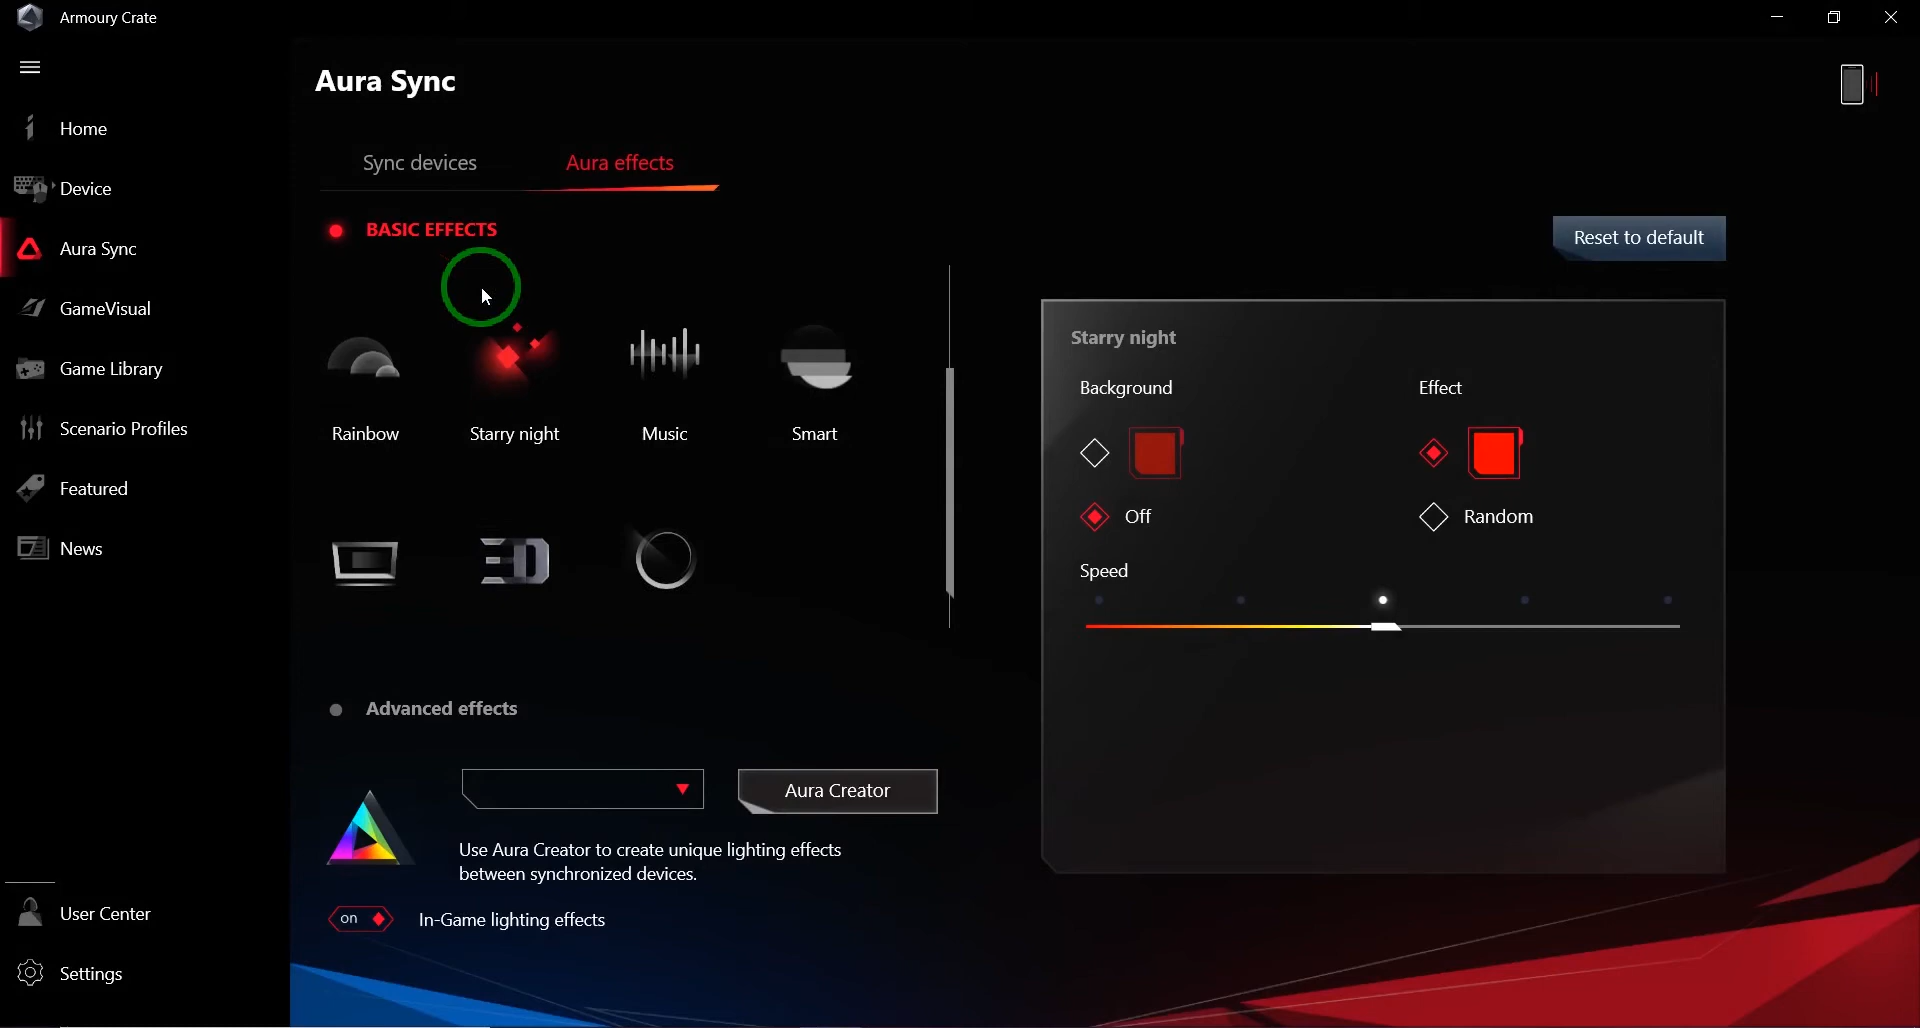 Armoury Crate
Home
Device
Aura Sync
GameVisual
Game Library
Scenario Profiles
Featured
News
User Center
Settings
Aura Sync
Sync devices
Aura effects
BASIC EFFECTS
Rainbow
Starry night
Music
Smart
3D
Advanced effects
Aura Creator
Use Aura Creator to create unique lighting effects
between synchronized devices.
on
In-Game lighting effects
Reset to default
Starry night
Background
Effect
Off
Random
Speed